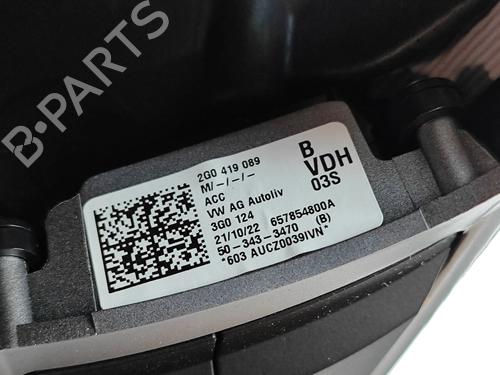 B-PARTS
2G0 419 089
B
M/-/-/-
VDH
ACC
03S
VW AG Autoliv
3G0 124
21/10/22 657854800A
50-343-3470 (B)
*603 AUCZ0039IVN*